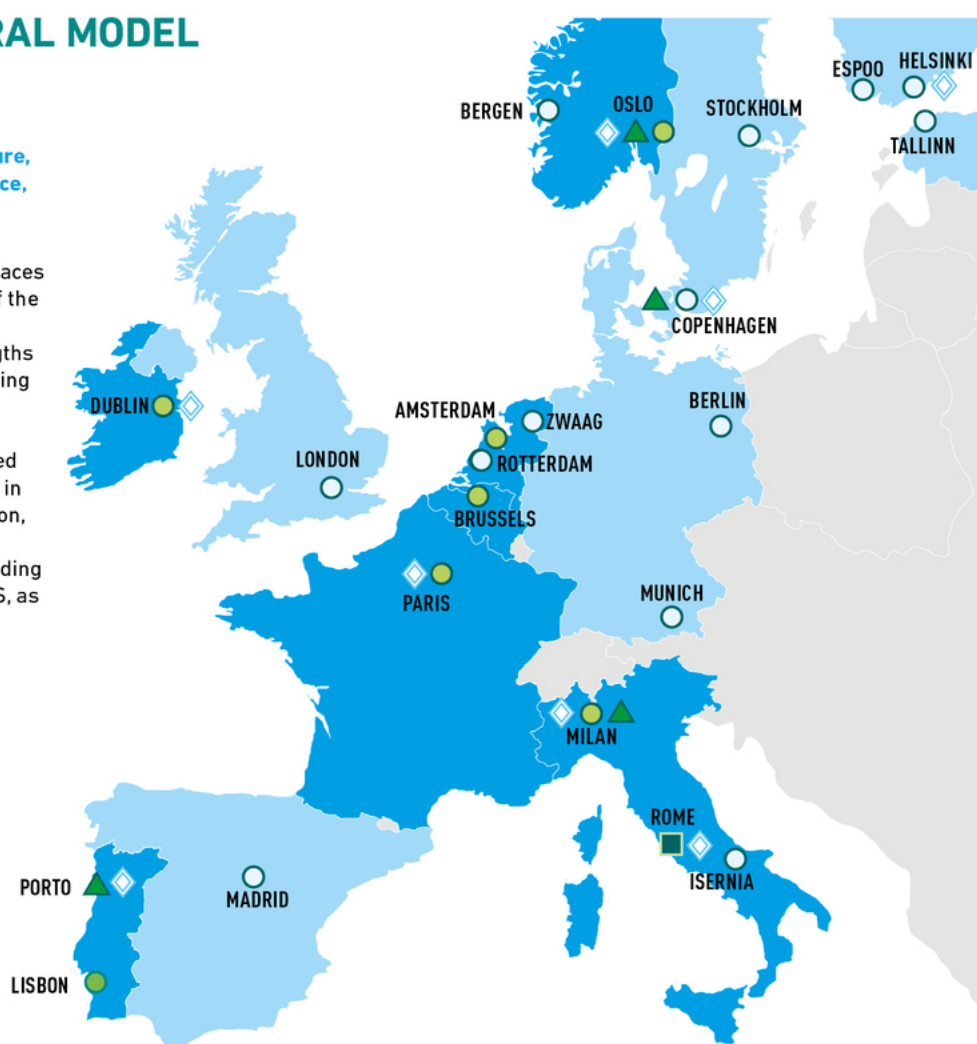 RAL MODEL
ure,
ce,
aces
f the
gths
ing
ed
in
on,
ding
S, as
ESPOO
HELSINKI
TALLINN
BERGEN
OSLO
STOCKHOLM
COPENHAGEN
DUBLIN
LONDON
AMSTERDAM
ZWAAG
ROTTERDAM
BRUSSELS
BERLIN
PARIS
MUNICH
MILAN
ROME
ISERNIA
PORTO
MADRID
LISBON